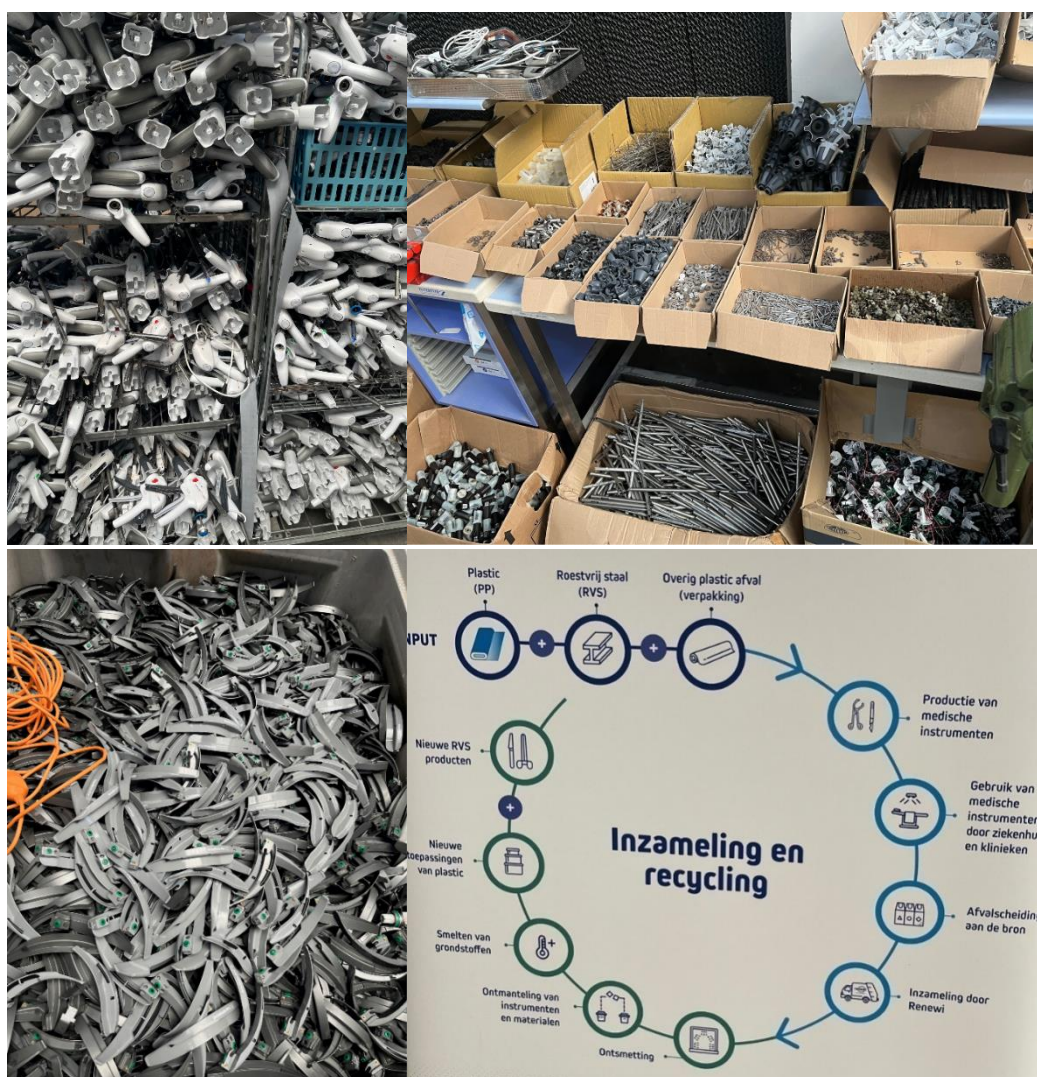 Plastic
(PP)
Roestvrij staal
(RVS)
Overig plastic afval
(verpakking)
NPUT
Productie van
medische
instrumenten
Gebruik van
medische
instrumenten
door ziekenhu
en klinieken
Afvalscheiding
aan de bron
Inzameling door
Renewi
Ontsmetting
Ontmanteling van
instrumenten
en materialen
Smelten van
grondstoffen
Nieuwe
toepassingen
van plastic
Nieuwe RVS
producten
Inzameling en
recycling